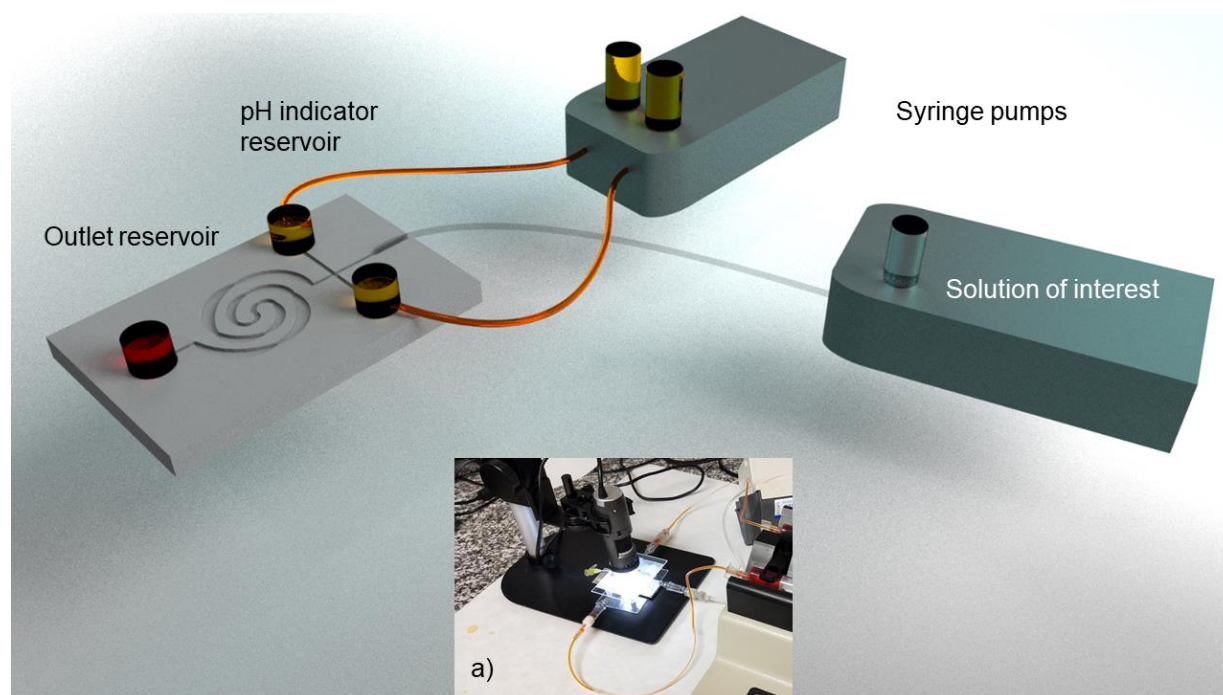 pH indicator
reservoir
Syringe pumps
Outlet reservoir
Solution of interest
a)